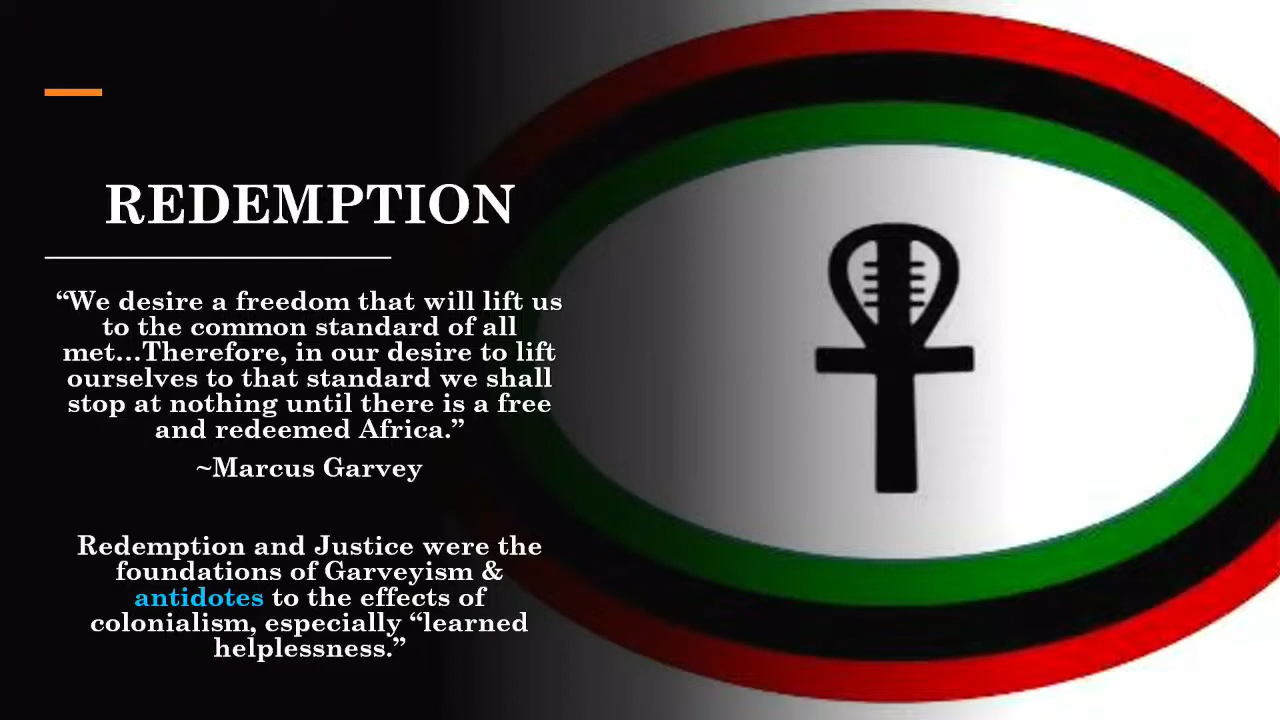 REDEMPTION
“We desire a freedom that will lift us
to the common standard of all
met…Therefore, in our desire to lift
ourselves to that standard we shall
stop at nothing until there is a free
and redeemed Africa.”
~Marcus Garvey
Redemption and Justice were the
foundations of Garveyism &
antidotes to the effects of
colonialism, especially “learned
helplessness.”